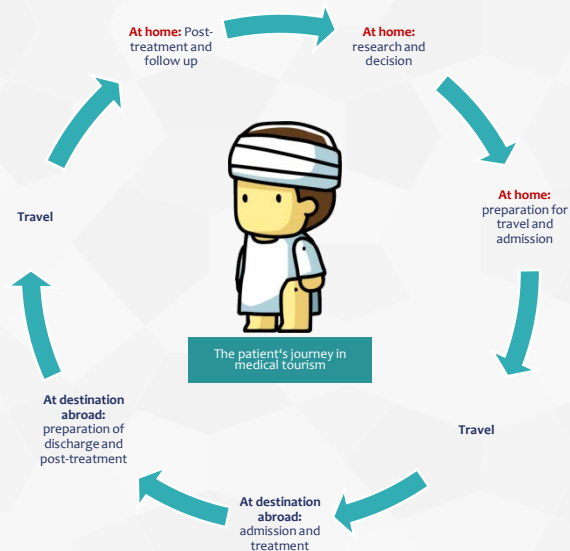 At home: Post-
treatment and
follow up
At home:
research and
decision
At home:
preparation for
travel and
admission
Travel
At destination
abroad:
admission and
treatment
At destination
abroad:
preparation of
discharge and
post-treatment
Travel
The patient's journey in
medical tourism